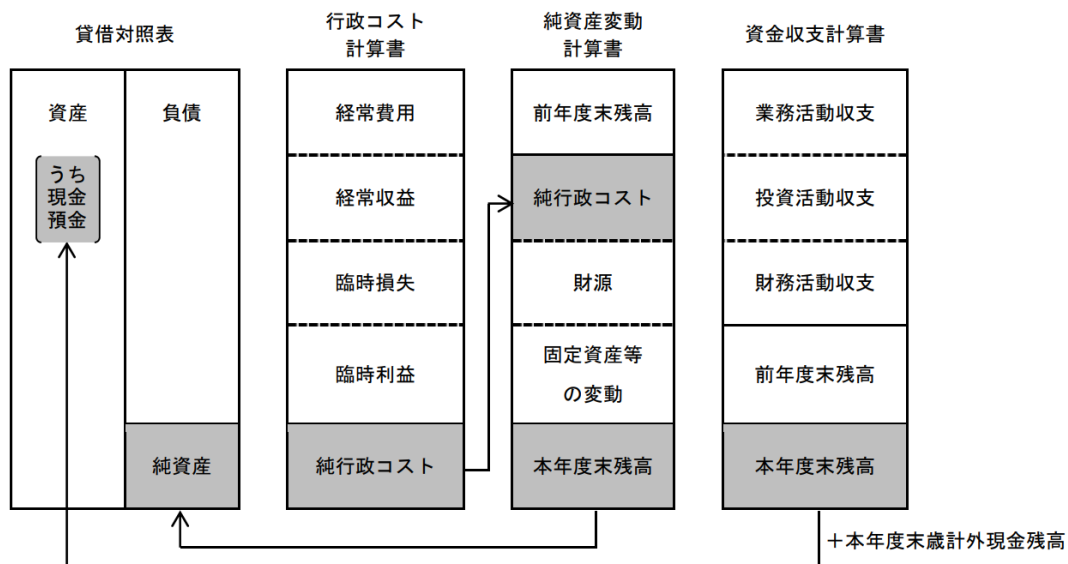 貸借対照表
資産
うち
現金
預金
負債
純資産
行政コスト
計算書
経常費用
経常収益
臨時損失
臨時利益
純行政コスト
純資産変動
計算書
前年度末残高
純行政コスト
財源
固定資産等
の変動
本年度末残高
資金収支計算書
業務活動収支
投資活動収支
財務活動収支
前年度末残高
本年度末残高
＋本年度末歳計外現金残高